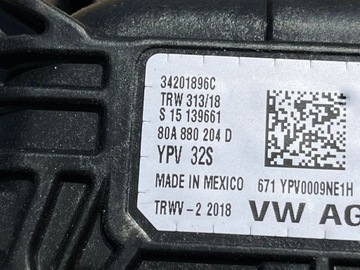 34201896C
TRW 313/18
S 15 139661
80A 880 204 D
YPV 32S
MADE IN MEXICO 671 YPV0009NE1H
TRWV-2 2018 VW AG